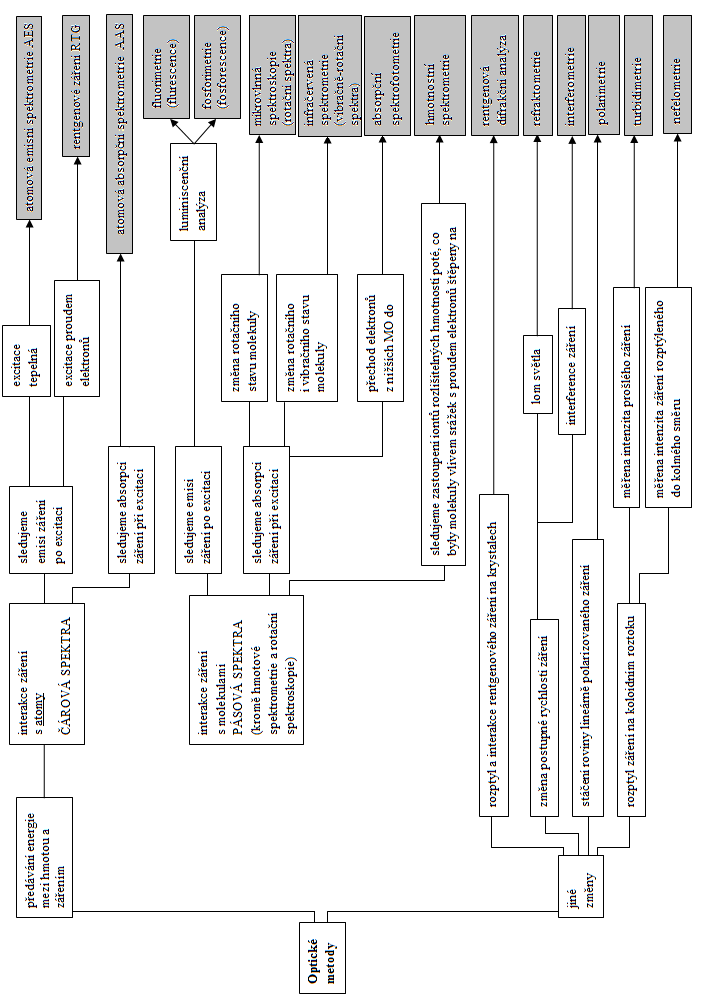 Optické
metody
předávání energie
mezi hmotou a
zářením
interakce záření
s atomy
ČÁROVÁ SPEKTRA
sledujeme
emisi záření
po excitaci
excitace
tepelná
atomová emisní spektrometrie AES
excitace proudem
elektronů
rentgenové záření RTG
sledujeme absorpci
záření při excitaci
atomová absorpční spektrometrie AAS
interakce záření
s molekulami
PÁSOVÁ SPEKTRA
(kromě hmotové
spektrometrie a rotační
spektroskopie)
sledujeme emisi
záření po excitaci
luminiscenční
analýza
fluorimetrie
(flurescence)
fosforimetrie
(fosforescence)
sledujeme absorpci
záření při excitaci
změna rotačního
stavu molekuly
mikrovlnná
spektroskopie
(rotační spektra)
změna rotačního
i vibračního stavu
molekuly
infračervená
spektrometrie
(vibračně-rotační
spektra)
přechod elektronů
z nižších MO do
absorpční
spektrofotometrie
sledujeme zastoupení iontů rozlišitelných hmotností poté, co
byly molekuly vlivem srážek s proudem elektronů štěpeny na
hmotnostní
spektrometrie
jiné
změny
rozptyl a interakce rentgenového záření na krystalech
rentgenová
difrakční analýza
změna postupné rychlosti záření
lom světla
refraktometrie
interference záření
interferometrie
stáčení roviny lineárně polarizovaného záření
polarimetrie
rozptyl záření na koloidním roztoku
měřena intenzita prošlého záření
turbidimetrie
měřena intenzita záření rozptýleného
do kolmého směru
nefelometrie